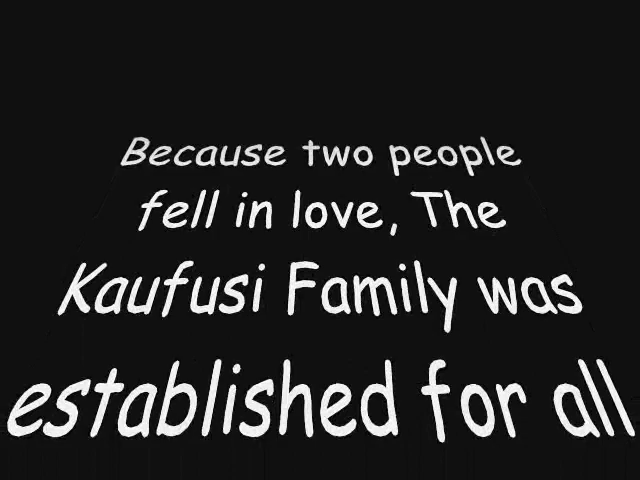 Because two people
fell in love, The
Kaufusi Family was
established for all